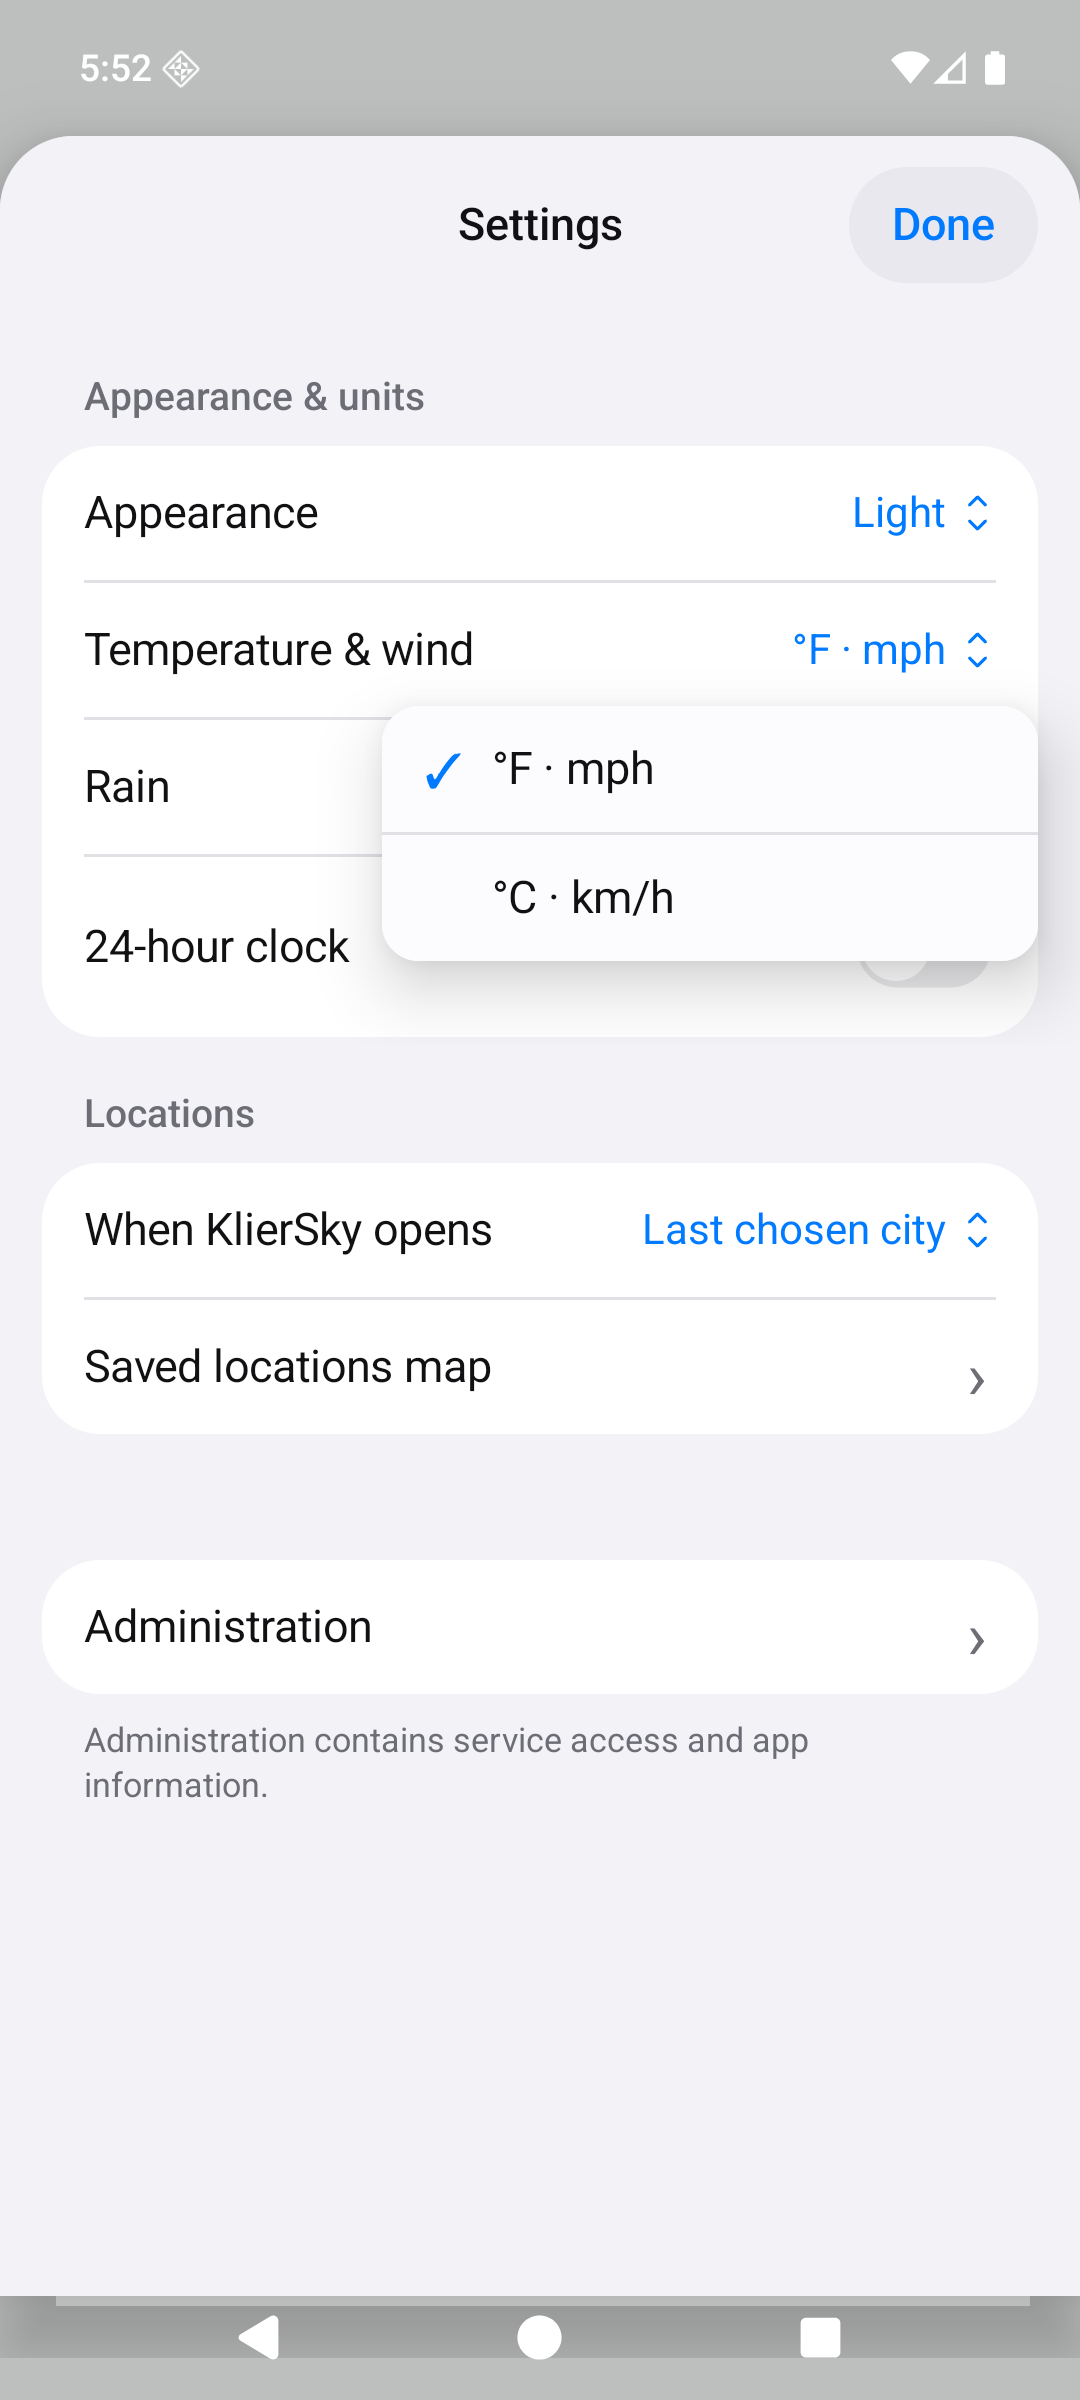 5:52
Settings
Done
Appearance & units
Appearance
Light
Temperature & wind
°F · mph
✓ °F · mph
Rain
°C · km/h
24-hour clock
Locations
When KlierSky opens
Last chosen city
Saved locations map
Administration
Administration contains service access and app
information.